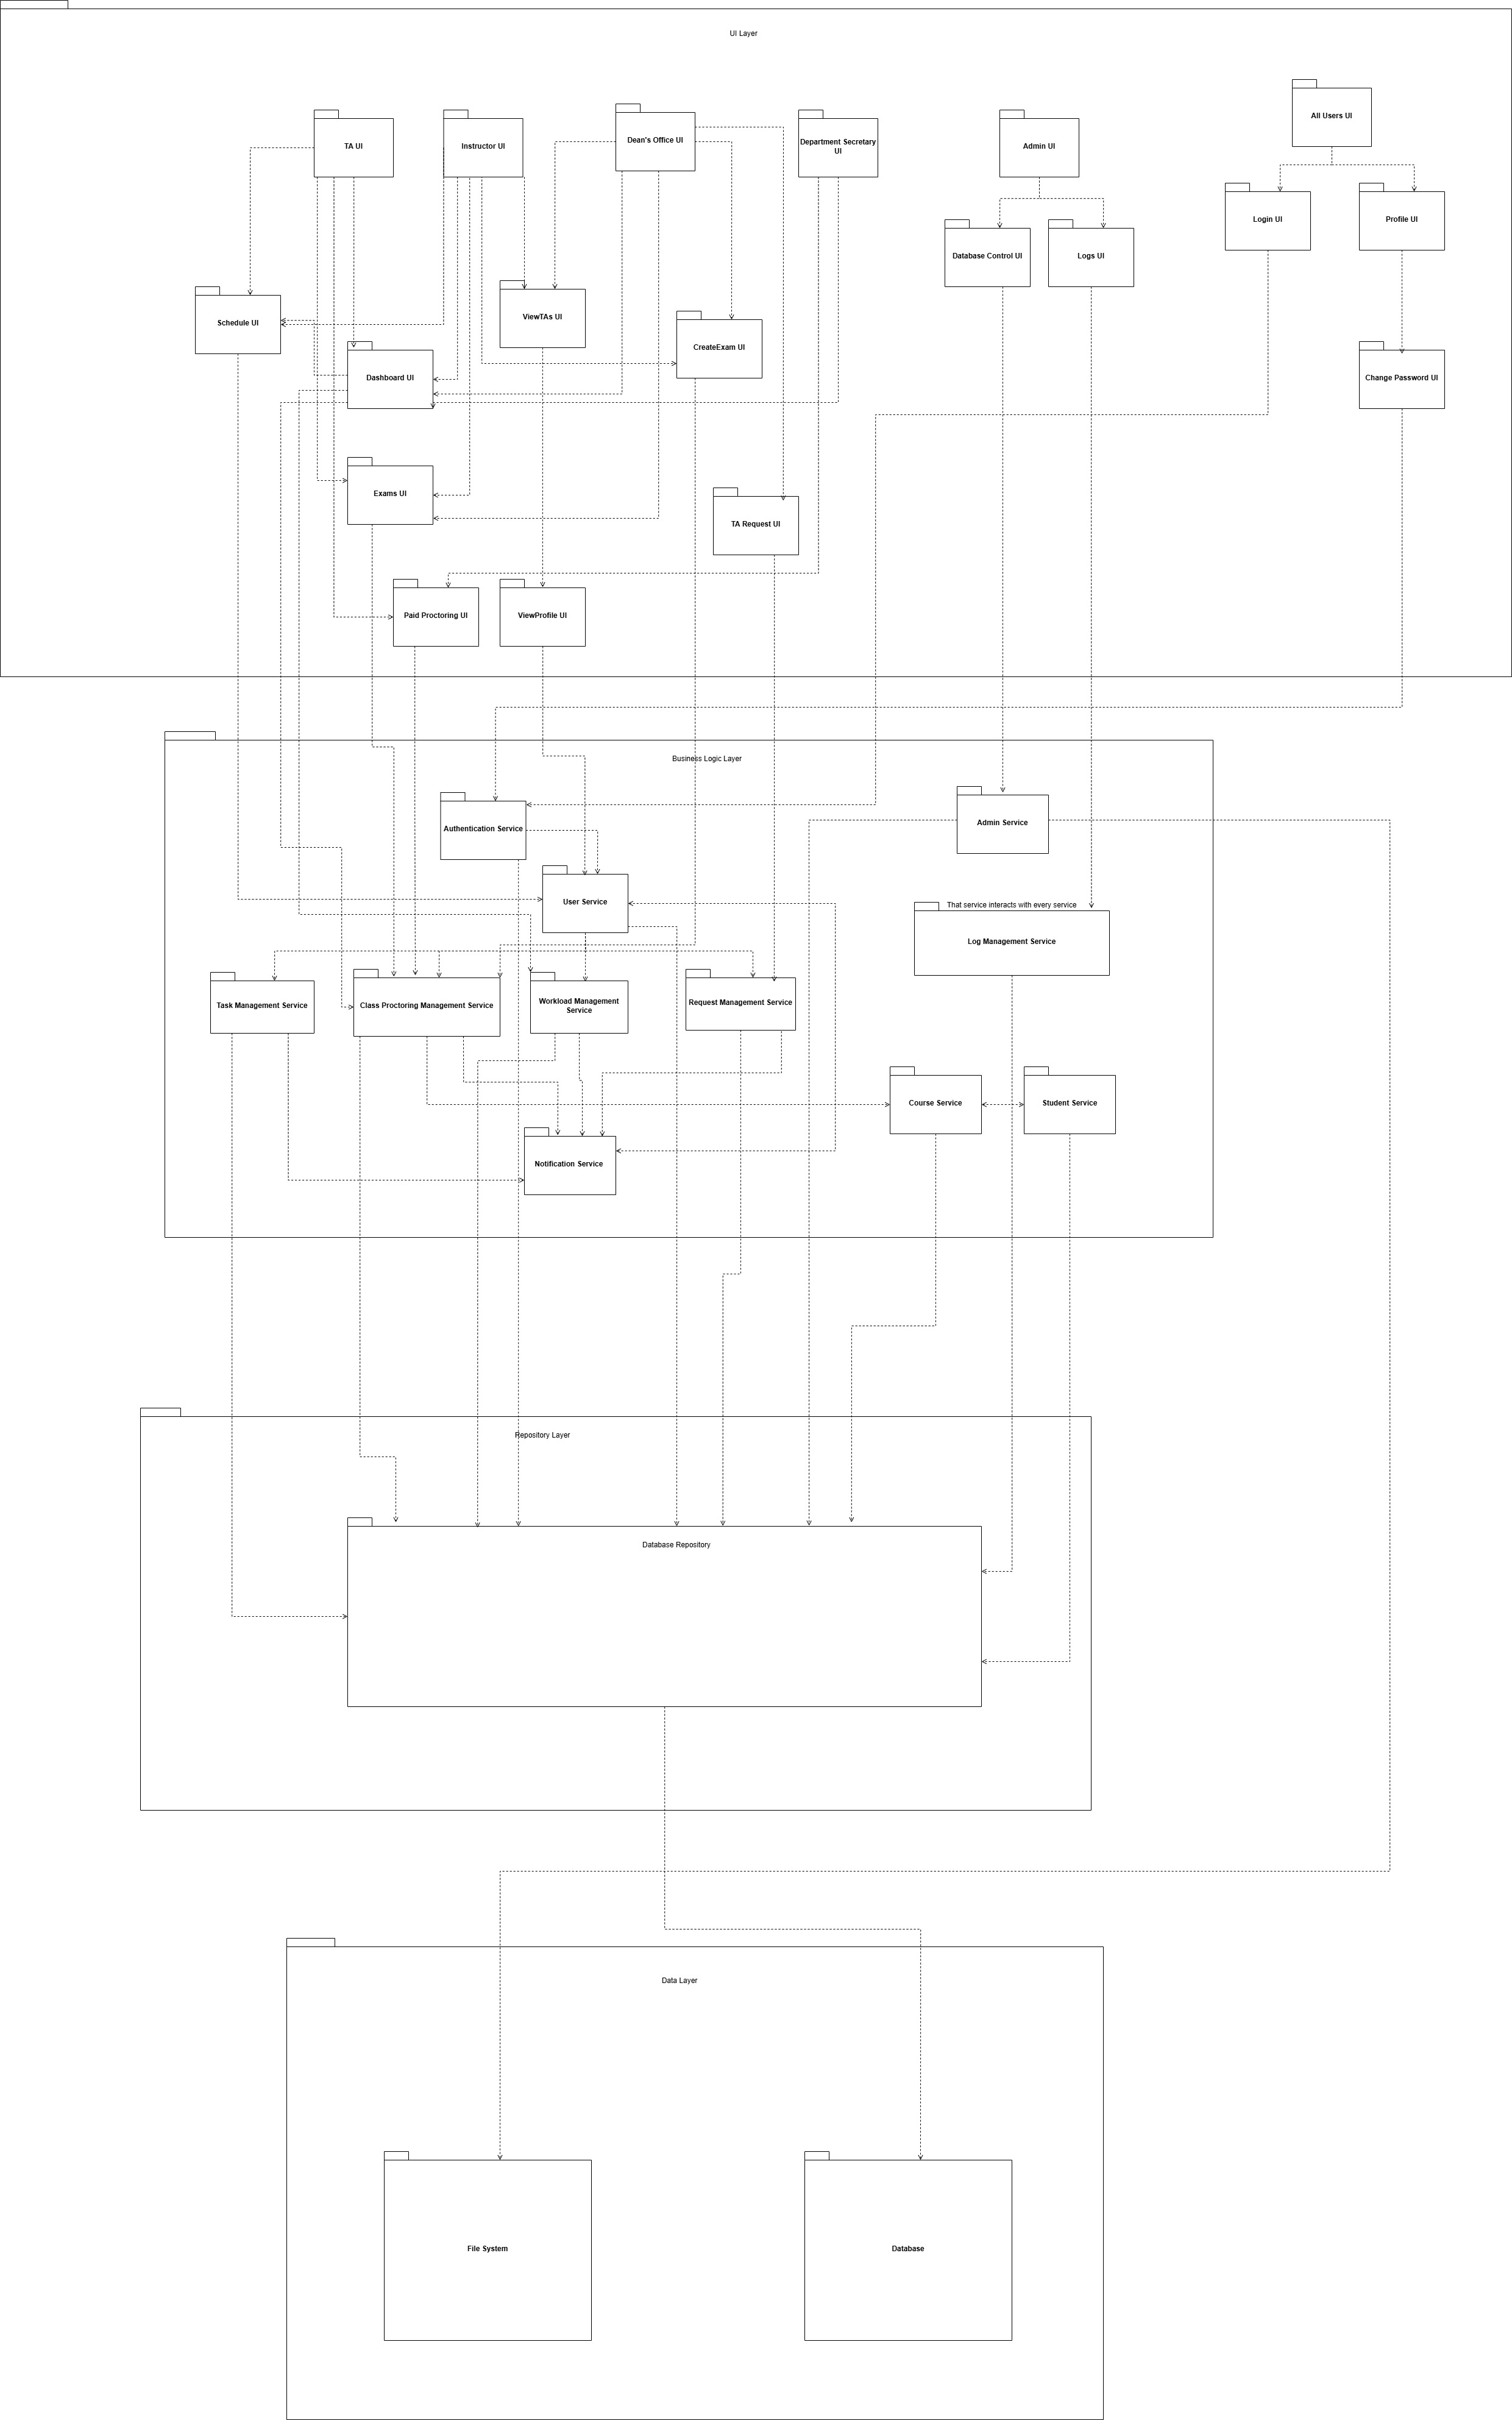 UI Layer
All Users UI
TA UI
Instructor UI
Dean's Office UI
Department Secretary
UI
Admin UI
Login UI
Profile UI
Database Control UI
Logs UI
Schedule UI
ViewTAs UI
CreateExam UI
Dashboard UI
Change Password UI
Exams UI
TA Request UI
Paid Proctoring UI
ViewProfile UI
Business Logic Layer
Authentication Service
Admin Service
User Service
That service interacts with every service
Log Management Service
Task Management Service
Class Proctoring Management Service
Workload Management
Service
Request Management Service
Course Service
Student Service
Notification Service
Repository Layer
Database Repository
Data Layer
File System
Database